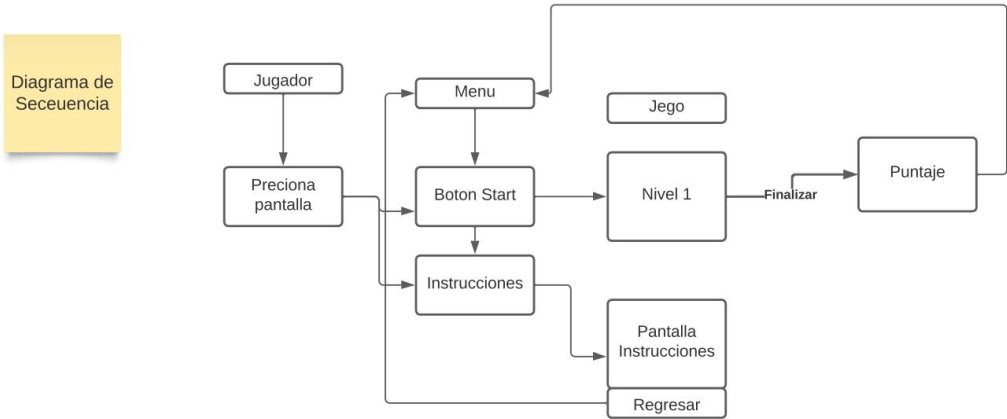 Diagrama de
Seceuencia
Jugador
Menu
Jego
Preciona
pantalla
Boton Start
Nivel 1
Finalizar
Puntaje
Instrucciones
Pantalla
Instrucciones
Regresar